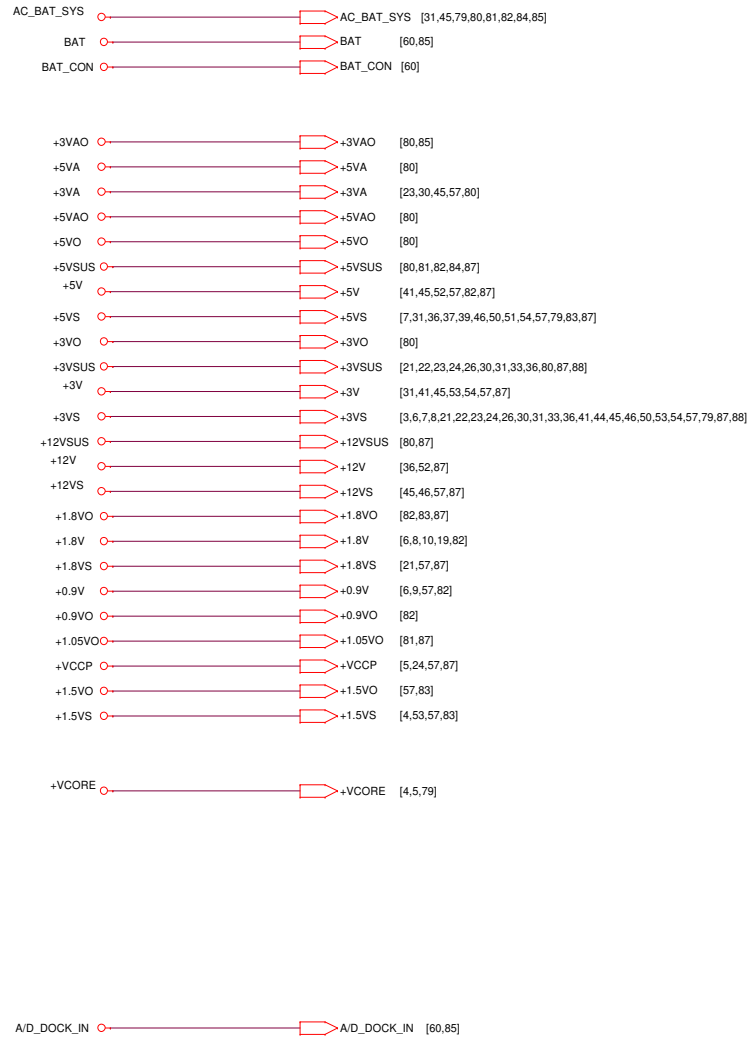 AC_BAT_SYS AC_BAT_SYS [31,45,79,80,81,82,84,85]
BAT BAT [60,85]
BAT_CON BAT_CON [60]
+3VAO +3VAO [80,85]
+5VA +5VA [80]
+3VA +3VA [23,30,45,57,80]
+5VAO +5VAO [80]
+5VO +5VO [80]
+5VSUS +5VSUS [80,81,82,84,87]
+5V +5V [41,45,52,57,82,87]
+5VS +5VS [7,31,36,37,39,46,50,51,54,57,79,83,87]
+3VO +3VO [80]
+3VSUS +3VSUS [21,22,23,24,26,30,31,33,36,80,87,88]
+3V +3V [31,41,45,53,54,57,87]
+3VS +3VS [3,6,7,8,21,22,23,24,26,30,31,33,36,41,44,45,46,50,53,54,57,79,87,88]
+12VSUS +12VSUS [80,87]
+12V +12V [36,52,87]
+12VS +12VS [45,46,57,87]
+1.8VO +1.8VO [82,83,87]
+1.8V +1.8V [6,8,10,19,82]
+1.8VS +1.8VS [21,57,87]
+0.9V +0.9V [6,9,57,82]
+0.9VO +0.9VO [82]
+1.05VO +1.05VO [81,87]
+VCCP +VCCP [5,24,57,87]
+1.5VO +1.5VO [57,83]
+1.5VS +1.5VS [4,53,57,83]
+VCORE +VCORE [4,5,79]
A/D_DOCK_IN A/D_DOCK_IN [60,85]